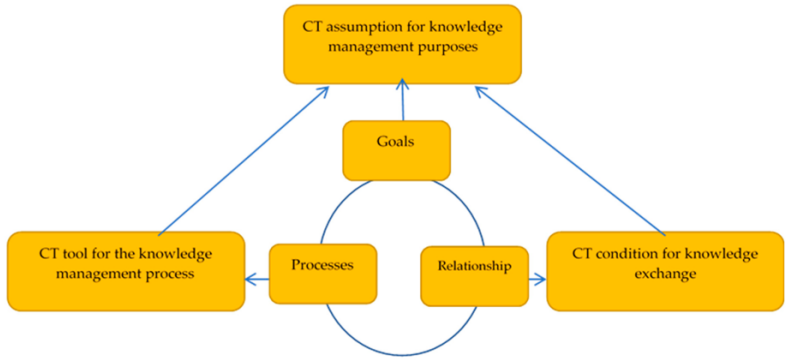 CT assumption for knowledge
management purposes
Goals
CT tool for the knowledge
management process
Processes
Relationship
CT condition for knowledge
exchange